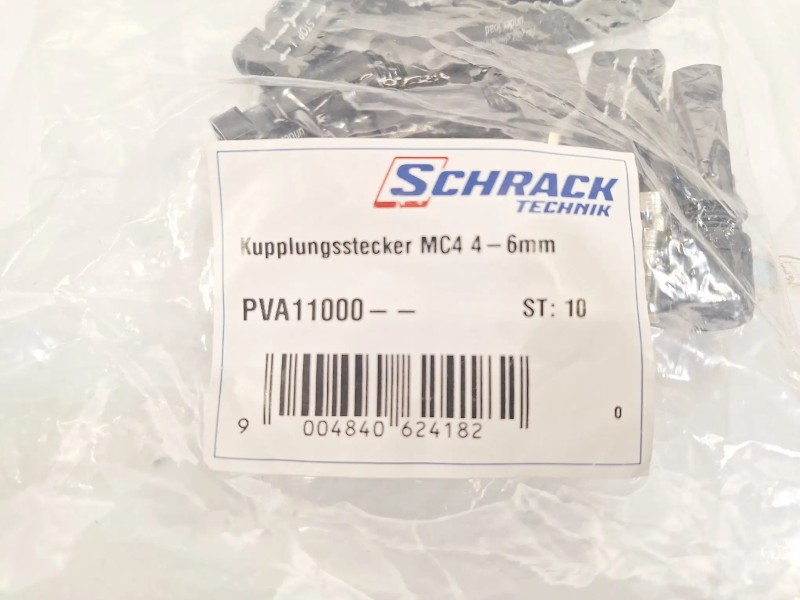 SCHRACK
TECHNIK
Kupplungsstecker MC4 4-6mm
PVA11000-- ST: 10
9 004840 624182 0